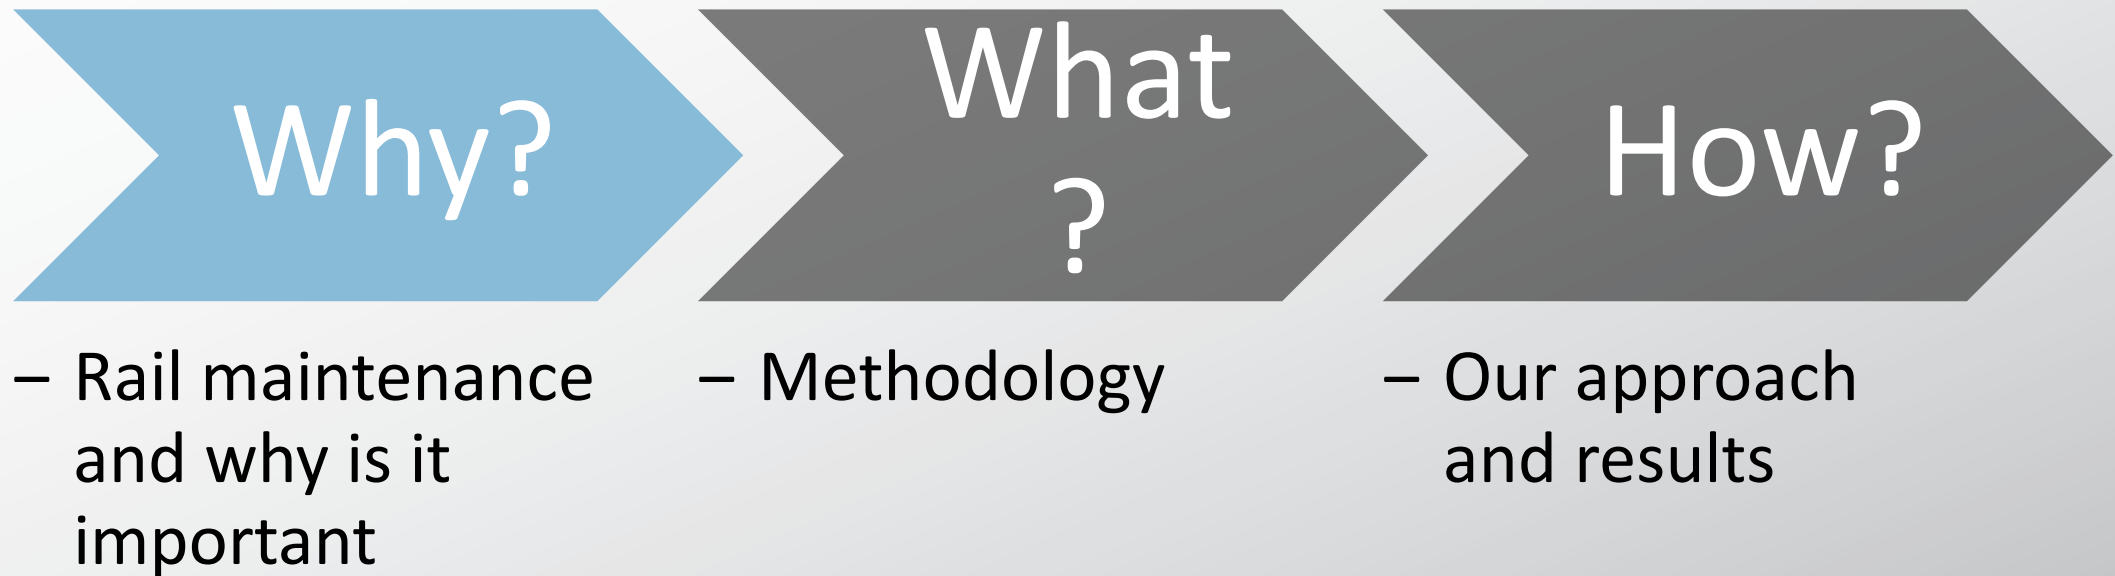 Why?
What
?
How?
– Rail maintenance
and why is it
important
– Methodology
– Our approach
and results